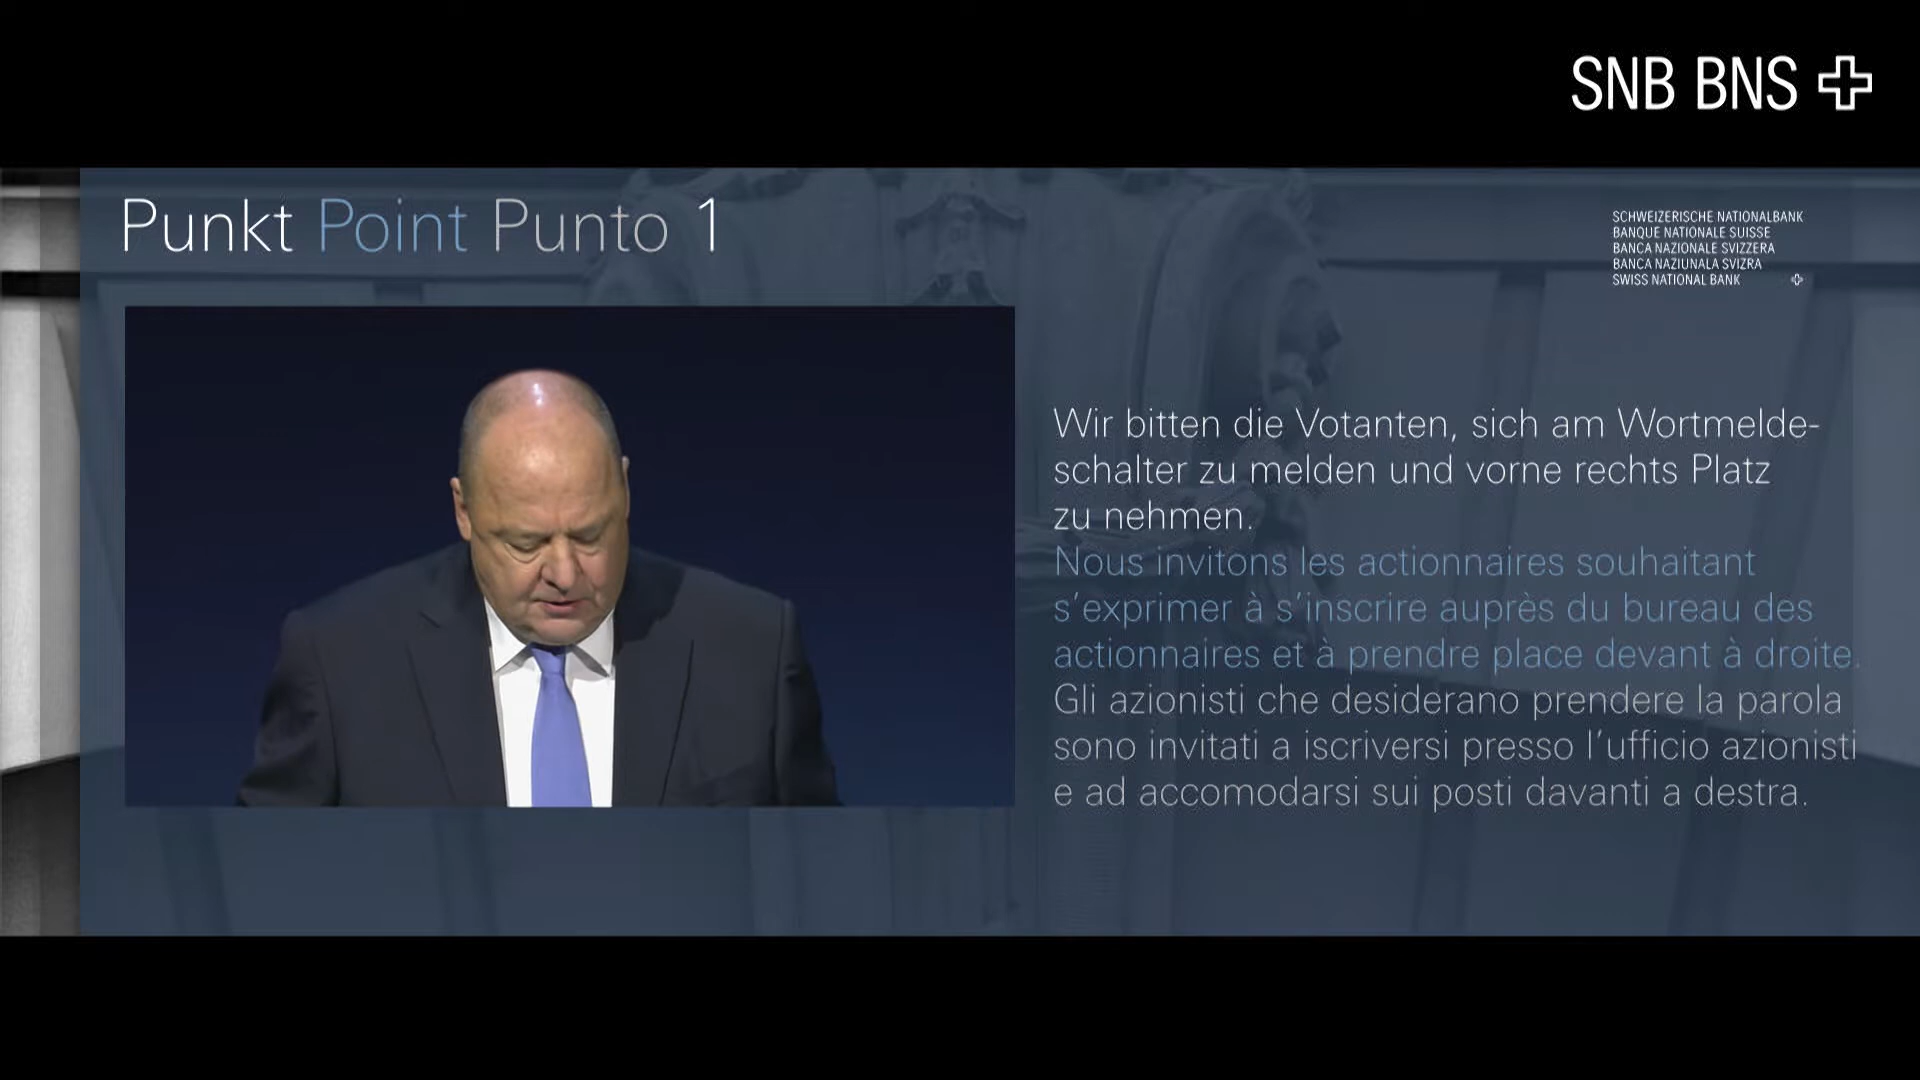 SNB BNS
Punkt Point Punto 1
SCHWEIZERISCHE NATIONALBANK
BANQUE NATIONALE SUISSE
BANCA NAZIONALE SVIZZERA
BANCA NAZIUNALA SVIZRA
SWISS NATIONAL BANK
Wir bitten die Votanten, sich am Wortmelde-
schalter zu melden und vorne rechts Platz
zu nehmen.
Nous invitons les actionnaires souhaitant
s'exprimer à s'inscrire auprès du bureau des
actionnaires et à prendre place devant à droite.
Gli azionisti che desiderano prendere la parola
sono invitati a iscriversi presso l'ufficio azionisti
e ad accomodarsi sui posti davanti a destra.